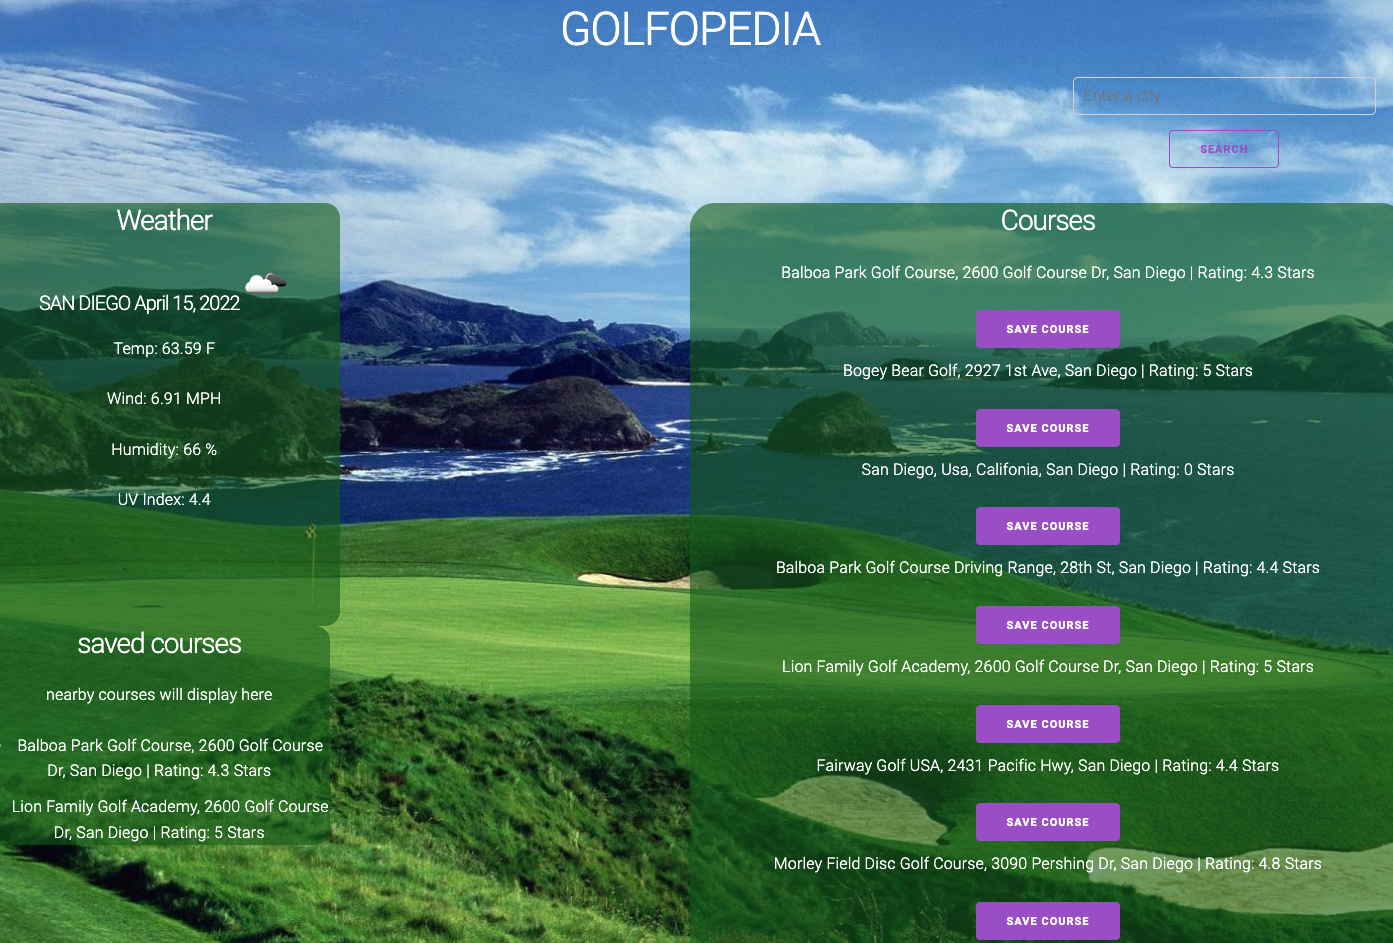 GOLFOPEDIA
Enter a city
SEARCH
Weather
SAN DIEGO April 15, 2022
Temp: 63.59 F
Wind: 6.91 MPH
Humidity: 66 %
UV Index: 4.4
saved courses
nearby courses will display here
Balboa Park Golf Course, 2600 Golf Course
Dr, San Diego | Rating: 4.3 Stars
Lion Family Golf Academy, 2600 Golf Course
Dr, San Diego | Rating: 5 Stars
Courses
Balboa Park Golf Course, 2600 Golf Course Dr, San Diego | Rating: 4.3 Stars
SAVE COURSE
Bogey Bear Golf, 2927 1st Ave, San Diego | Rating: 5 Stars
SAVE COURSE
San Diego, Usa, Califonia, San Diego | Rating: 0 Stars
SAVE COURSE
Balboa Park Golf Course Driving Range, 28th St, San Diego | Rating: 4.4 Stars
SAVE COURSE
Lion Family Golf Academy, 2600 Golf Course Dr, San Diego | Rating: 5 Stars
SAVE COURSE
Fairway Golf USA, 2431 Pacific Hwy, San Diego | Rating: 4.4 Stars
SAVE COURSE
Morley Field Disc Golf Course, 3090 Pershing Dr, San Diego | Rating: 4.8 Stars
SAVE COURSE